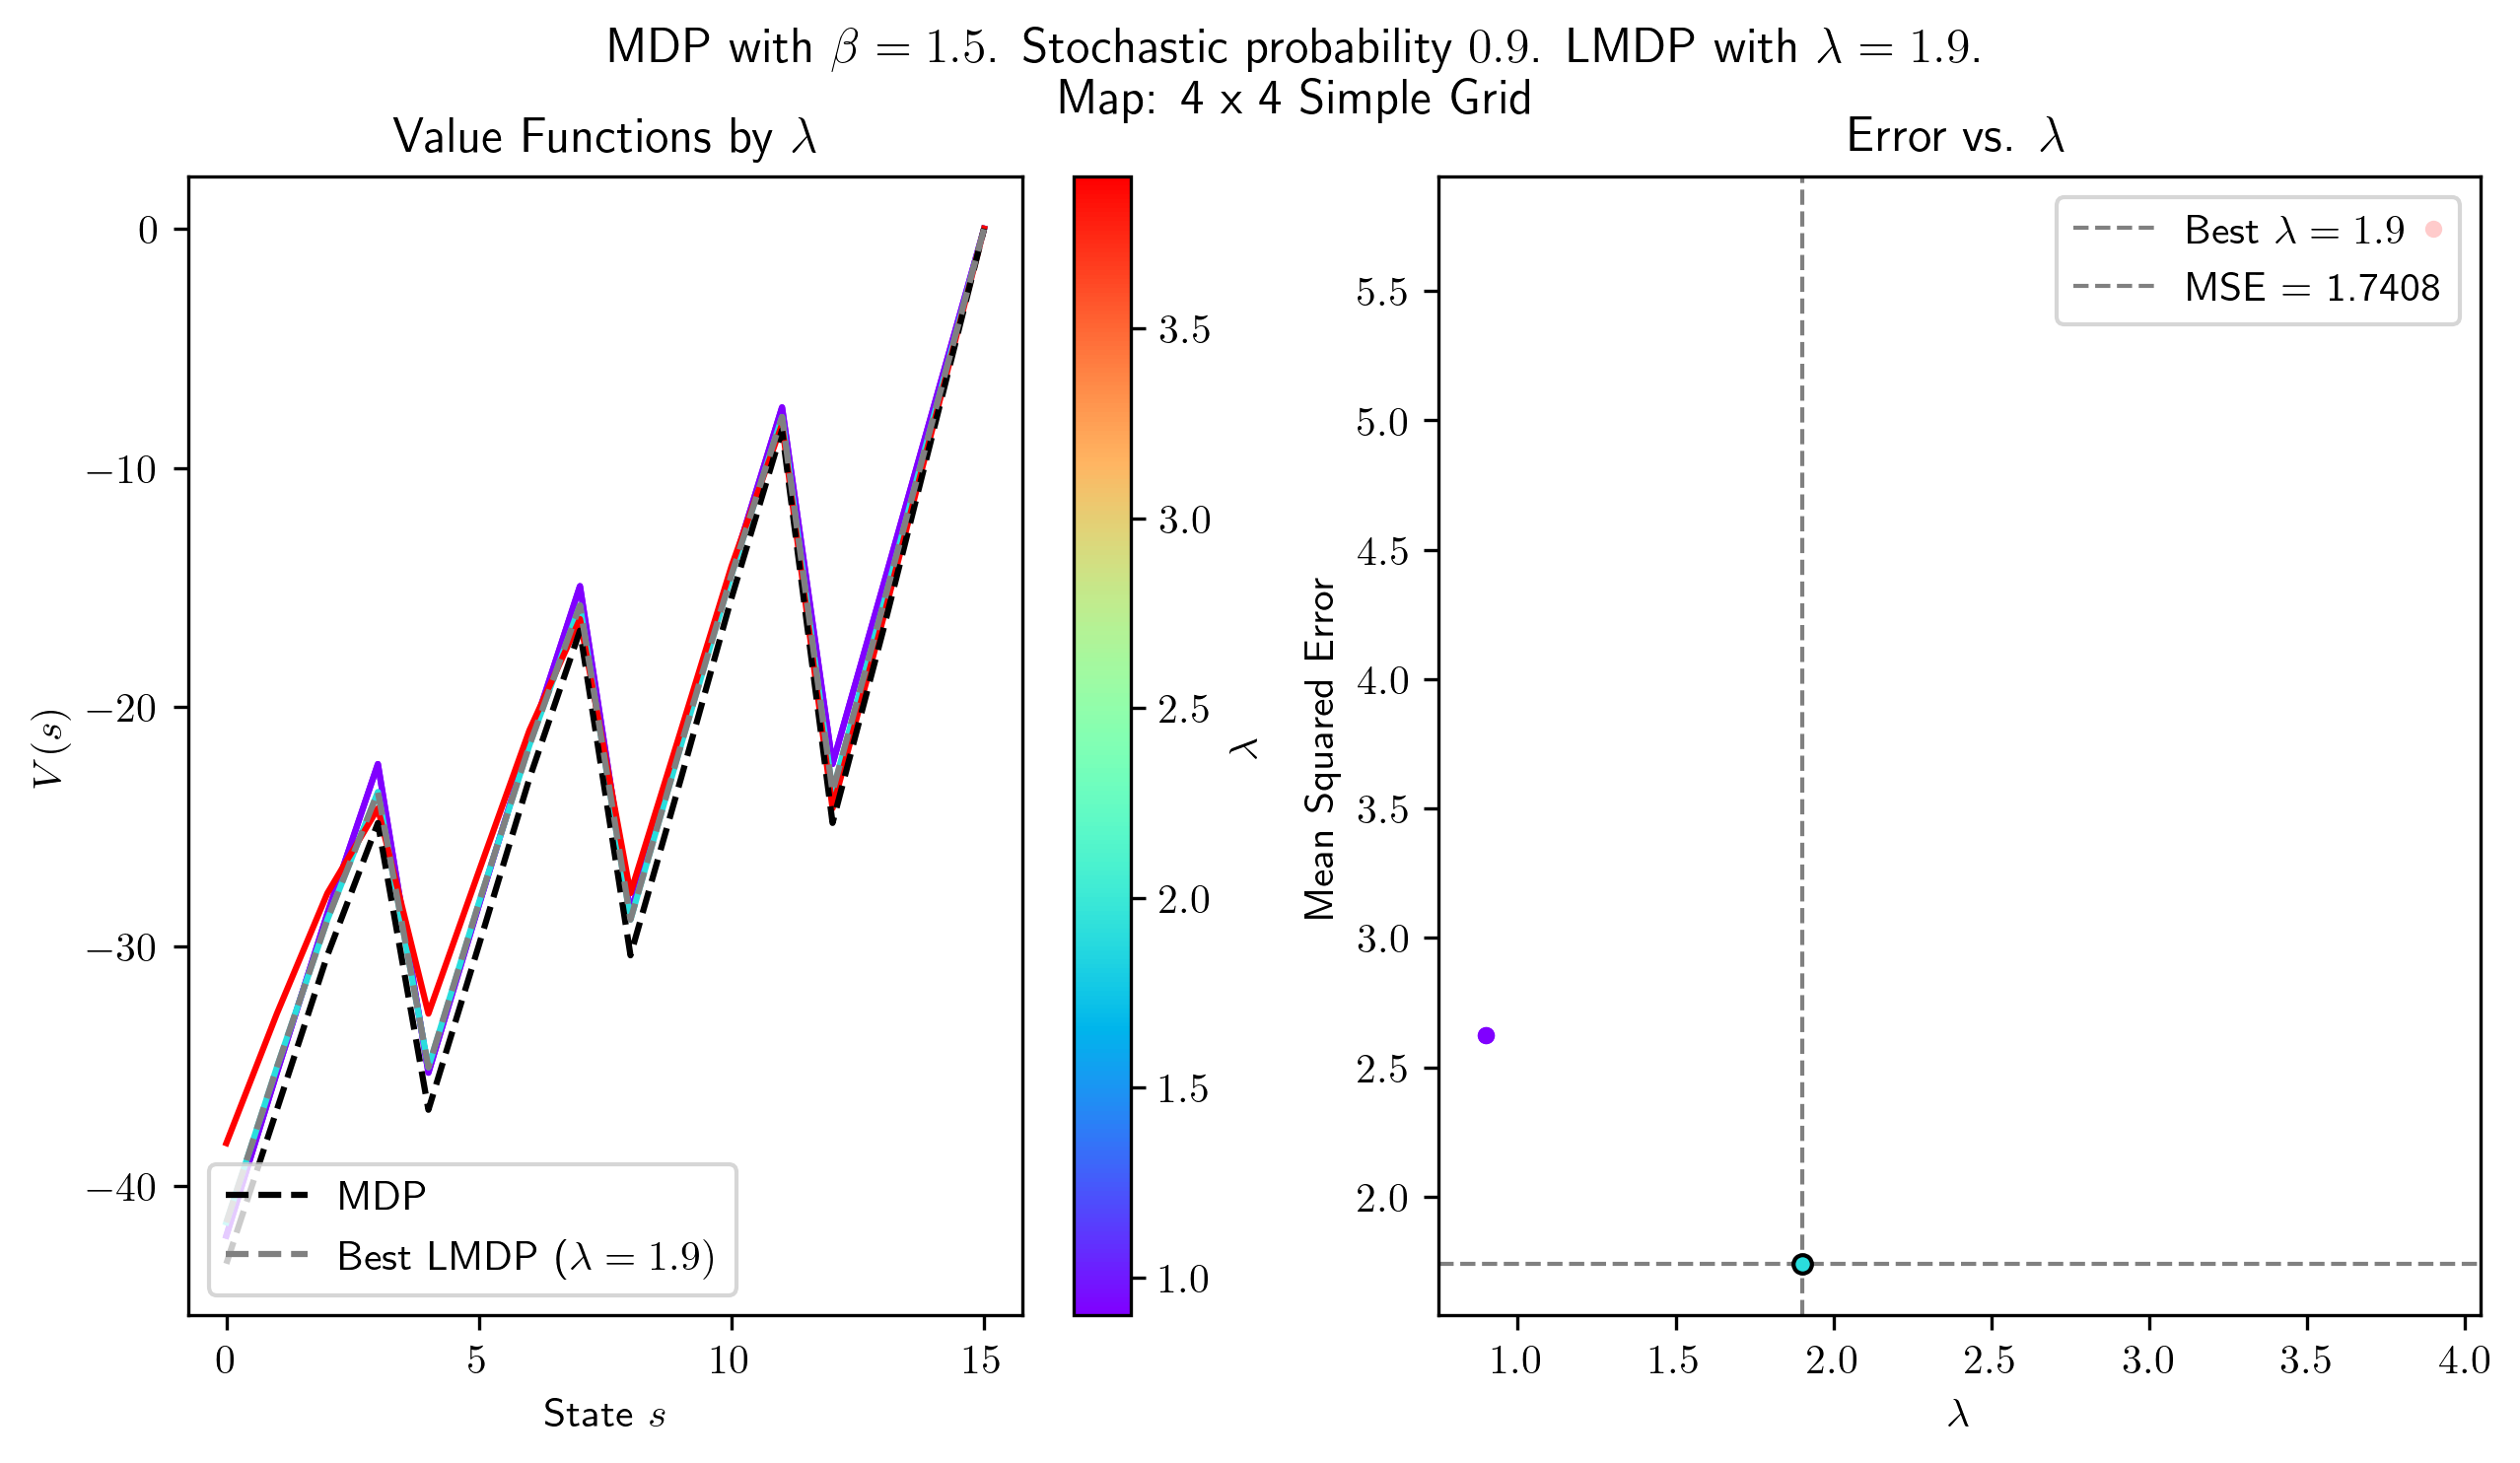 MDP with β = 1.5. Stochastic probability 0.9. LMDP with λ = 1.9.
Map: 4 x 4 Simple Grid
Value Functions by λ
0
−10
−20
−30
−40
V(s)
MDP
Best LMDP (λ = 1.9)
0
5
10
15
State s
3.5
3.0
2.5
2.0
1.5
1.0
λ
Error vs. λ
Best λ = 1.9
MSE = 1.7408
5.5
5.0
4.5
4.0
3.5
3.0
2.5
2.0
Mean Squared Error
1.0
1.5
2.0
2.5
3.0
3.5
4.0
λ